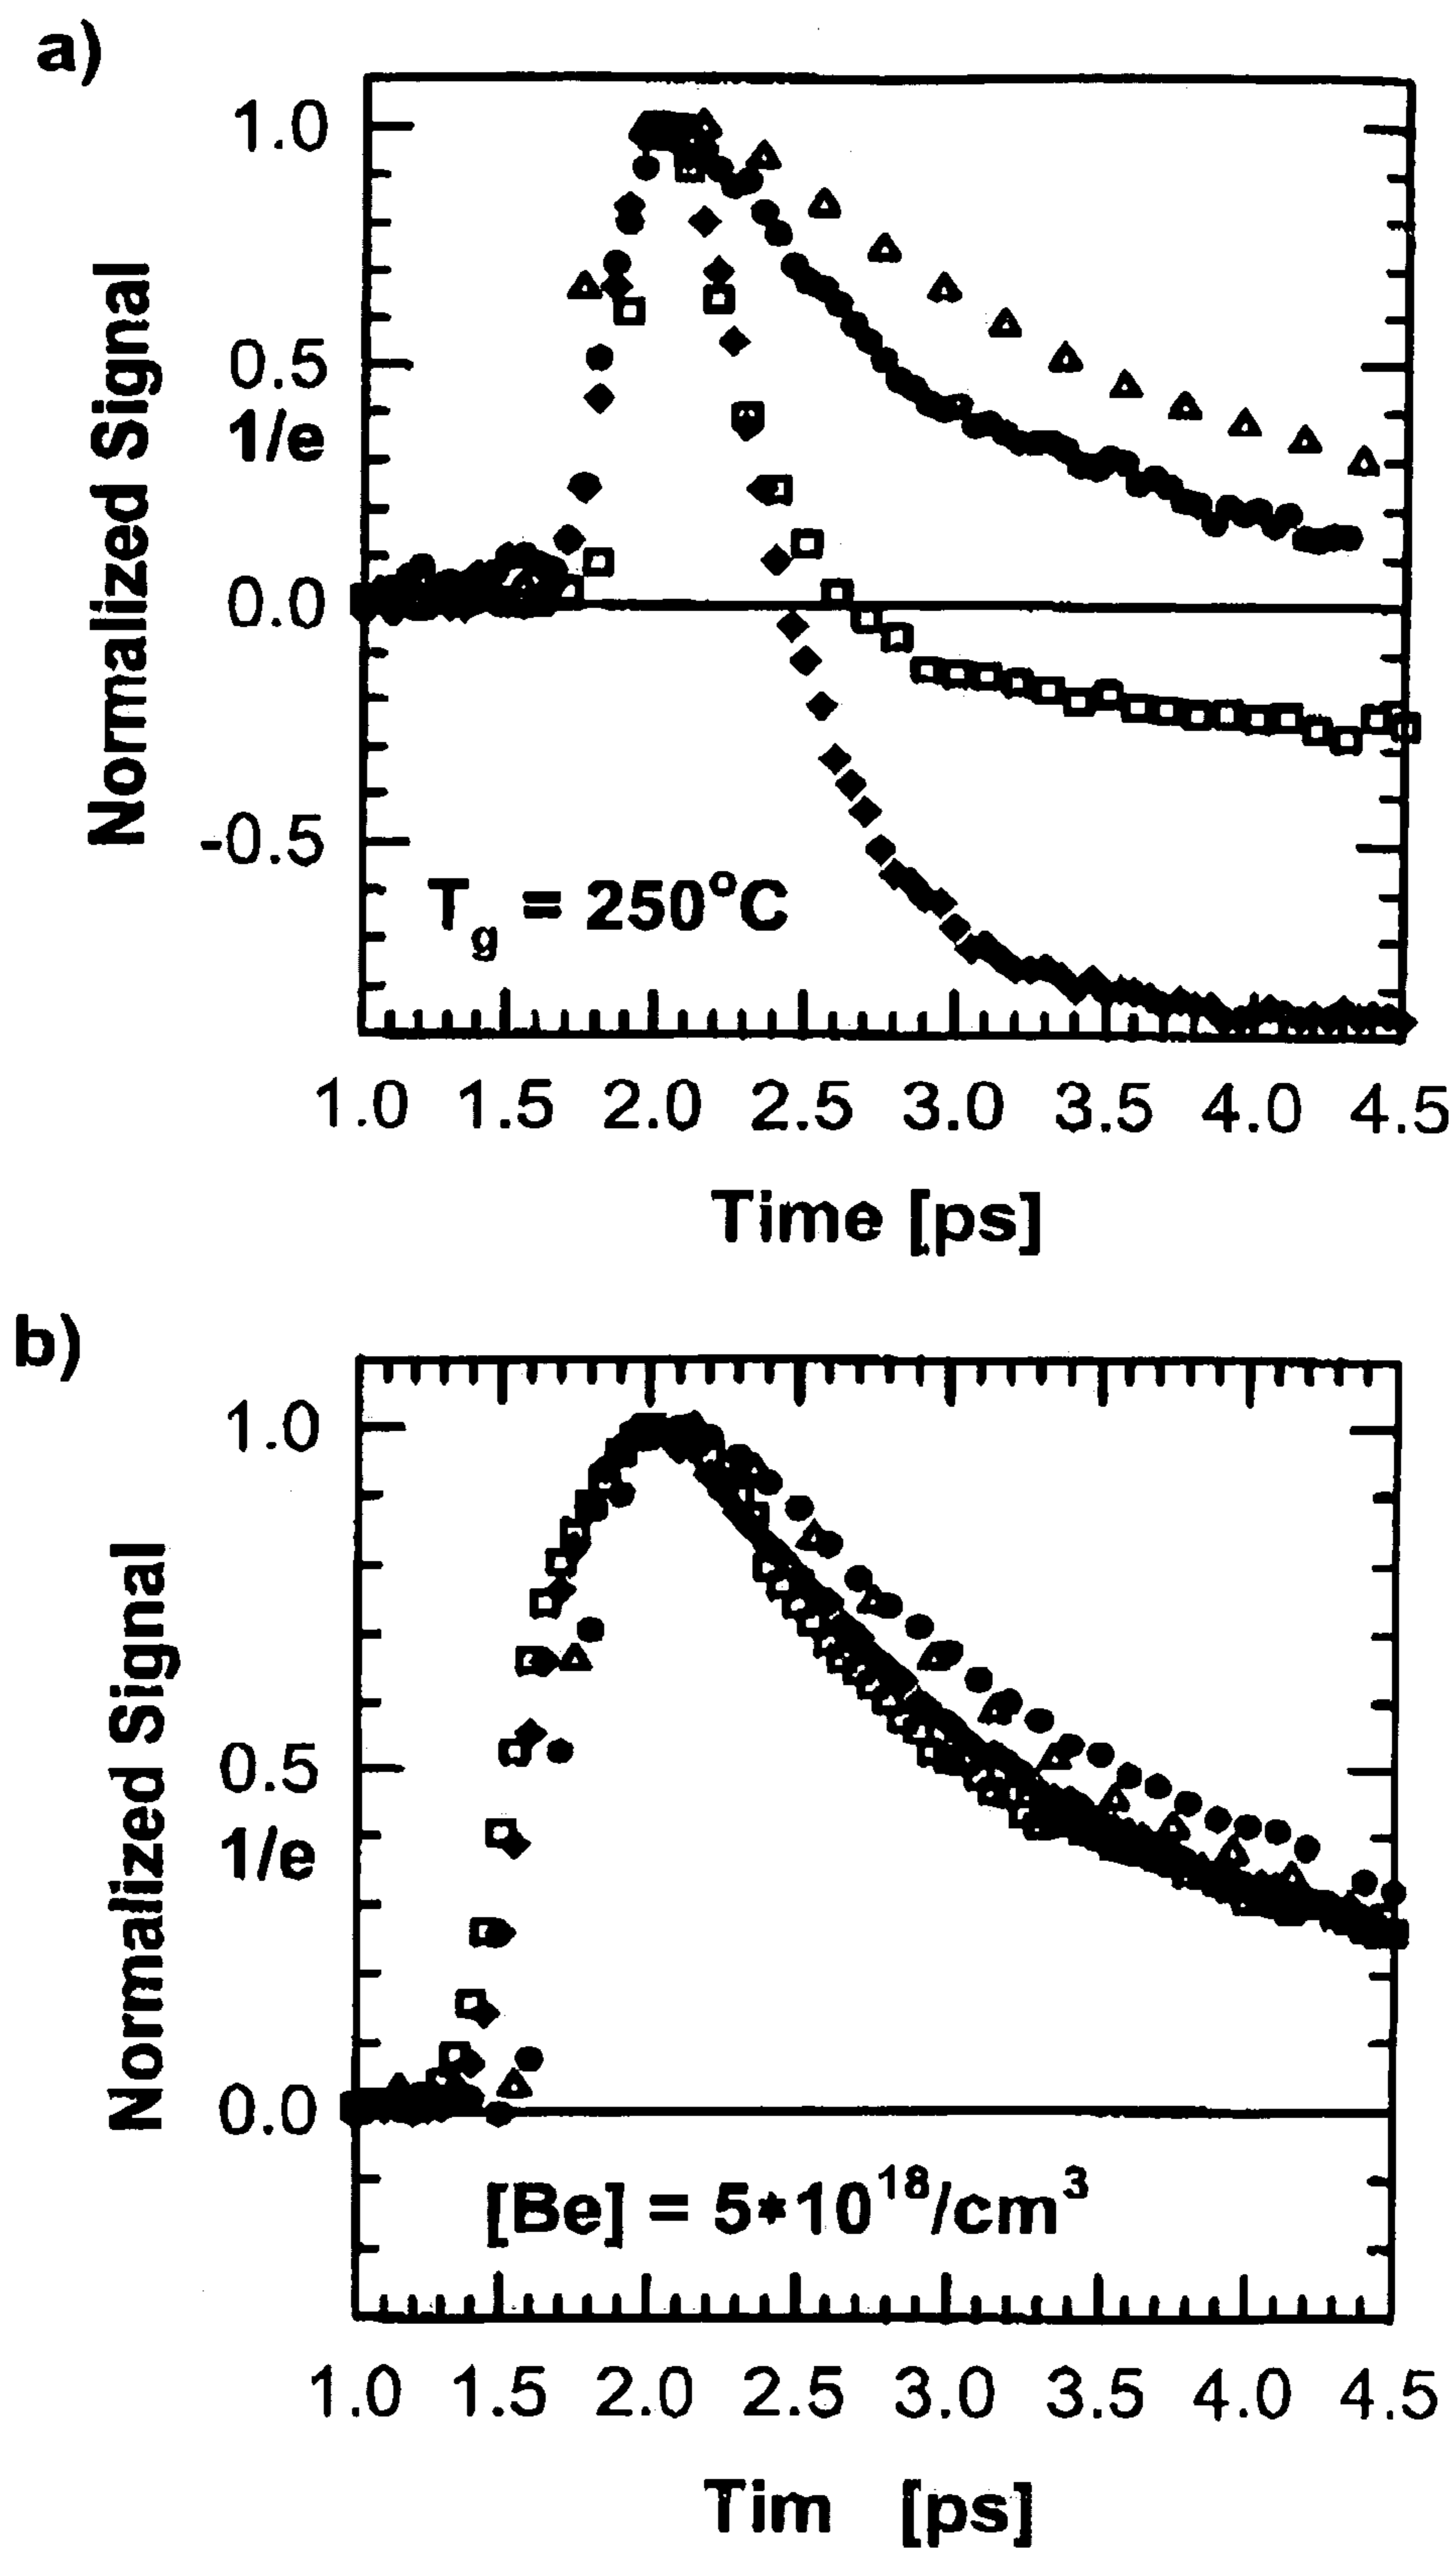 a)
1.0
0.5
1/e
0.0
-0.5
Normalized Signal
Tg = 250°C
1.0 1.5 2.0 2.5 3.0 3.5 4.0 4.5
Time [ps]
b)
1.0
0.5
1/e
0.0
Normalized Signal
[Be] = 5*10^18/cm^3
1.0 1.5 2.0 2.5 3.0 3.5 4.0 4.5
Tim [ps]